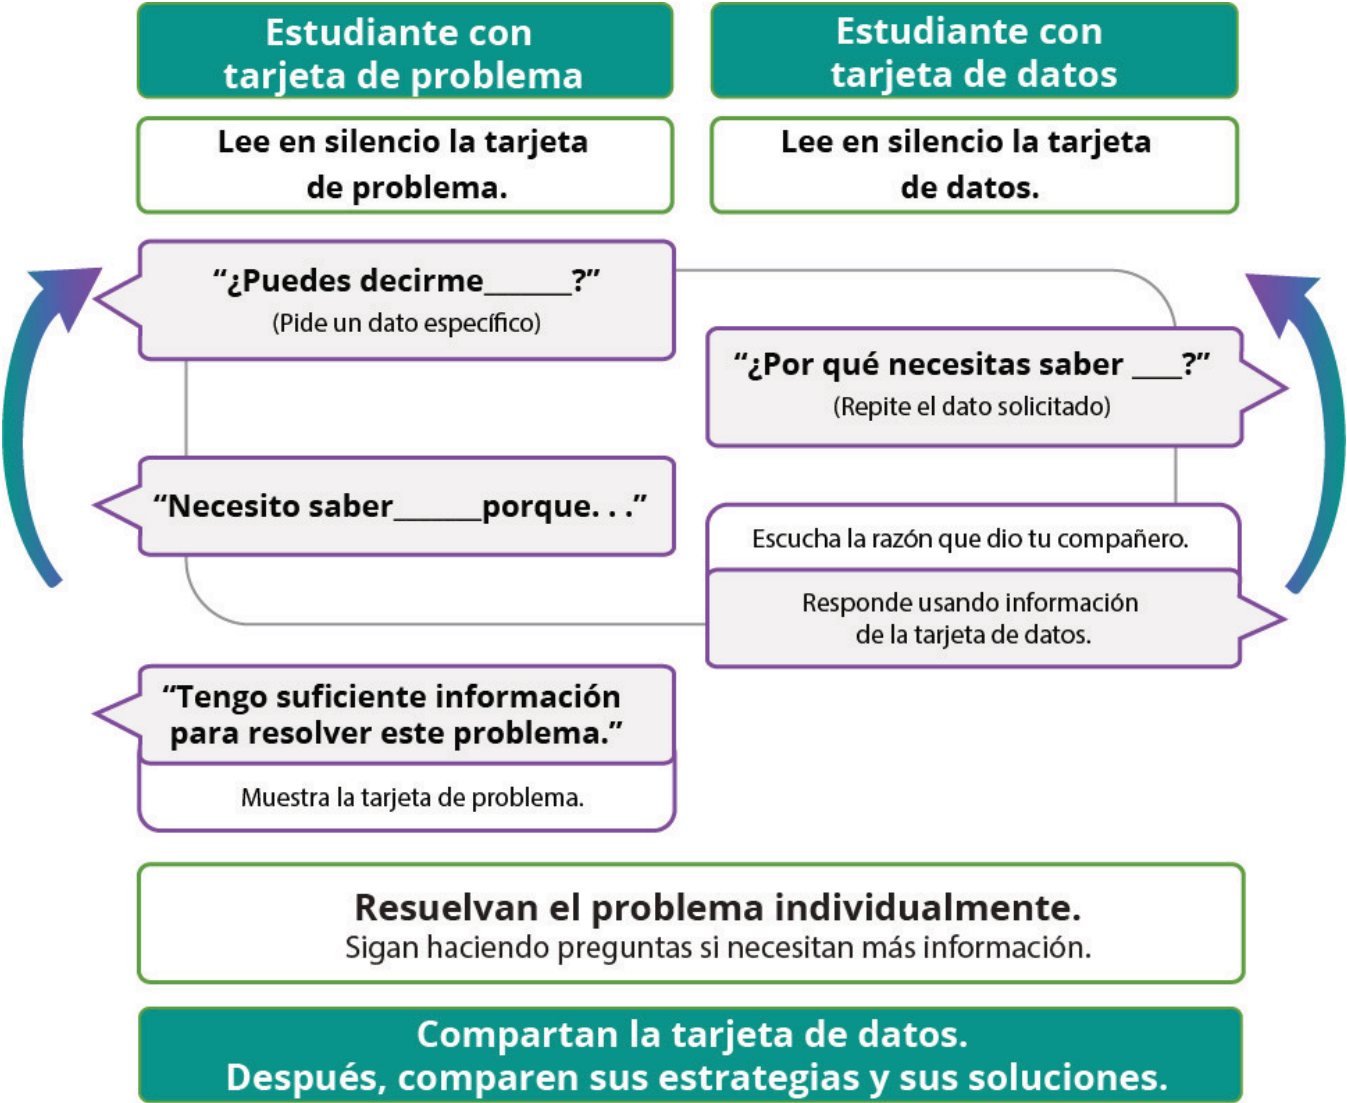 Estudiante con
tarjeta de problema
Estudiante con
tarjeta de datos
Lee en silencio la tarjeta
de problema.
Lee en silencio la tarjeta
de datos.
“¿Puedes decirme______?”
(Pide un dato específico)
“¿Por qué necesitas saber ___?”
(Repite el dato solicitado)
“Necesito saber______porque. . .”
Escucha la razón que dio tu compañero.
Responde usando información
de la tarjeta de datos.
“Tengo suficiente información
para resolver este problema.”
Muestra la tarjeta de problema.
Resuelvan el problema individualmente.
Sigan haciendo preguntas si necesitan más información.
Compartan la tarjeta de datos.
Después, comparen sus estrategias y sus soluciones.